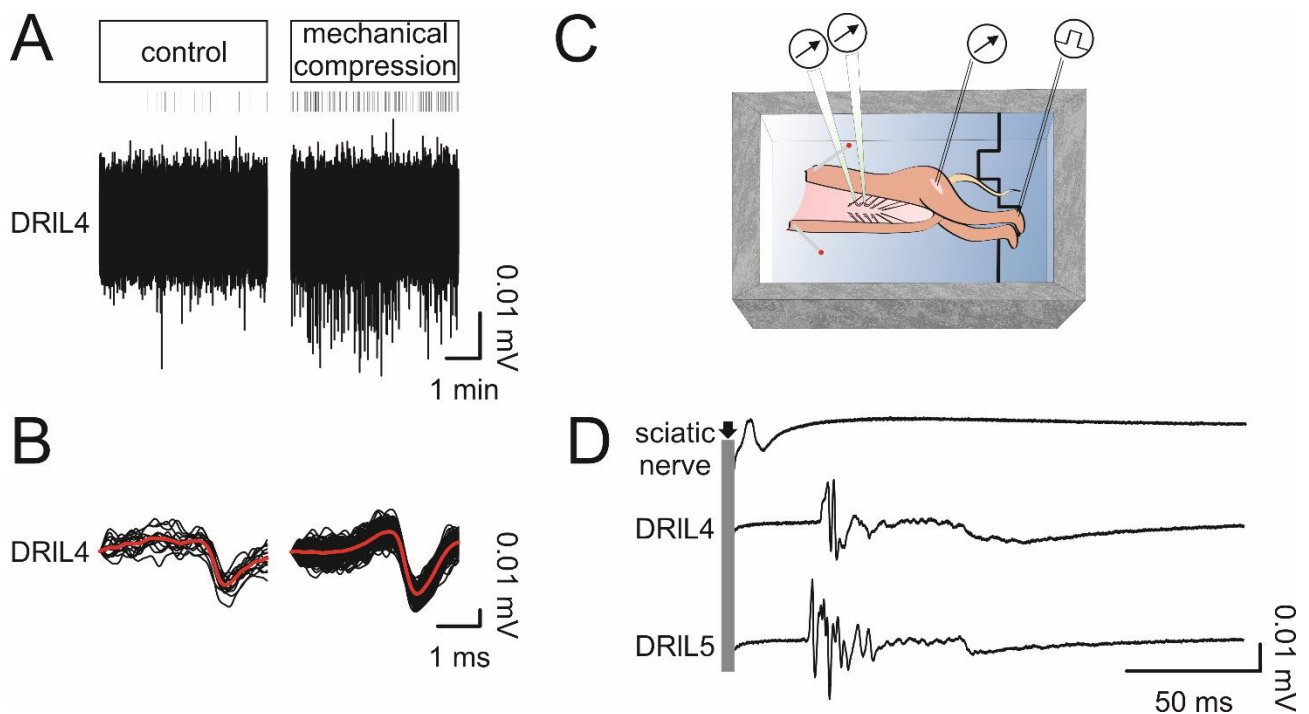 A
control
mechanical
compression
DRIL4
0.01 mV
1 min
B
DRIL4
0.01 mV
1 ms
C
D
sciatic
nerve
DRIL4
DRIL5
0.01 mV
50 ms